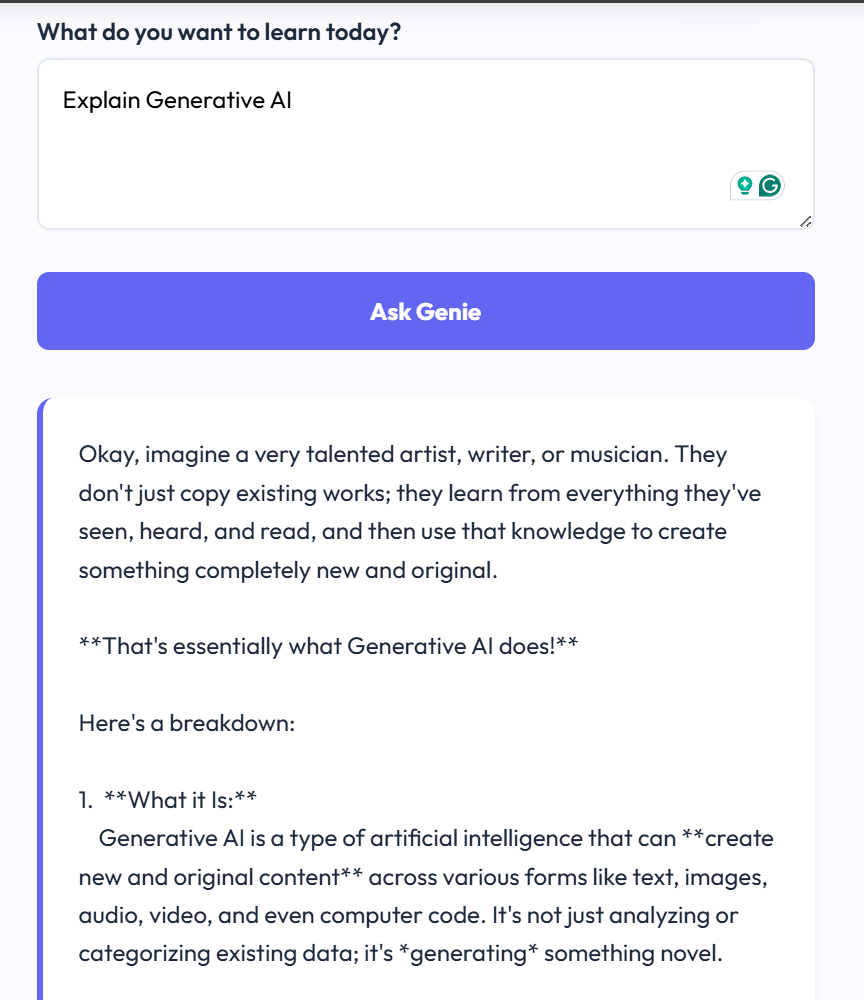 What do you want to learn today?
Explain Generative AI
Ask Genie
Okay, imagine a very talented artist, writer, or musician. They
don't just copy existing works; they learn from everything they've
seen, heard, and read, and then use that knowledge to create
something completely new and original.
**That's essentially what Generative AI does!**
Here's a breakdown:
1.  **What it Is:**
Generative AI is a type of artificial intelligence that can **create
new and original content** across various forms like text, images,
audio, video, and even computer code. It's not just analyzing or
categorizing existing data; it's *generating* something novel.